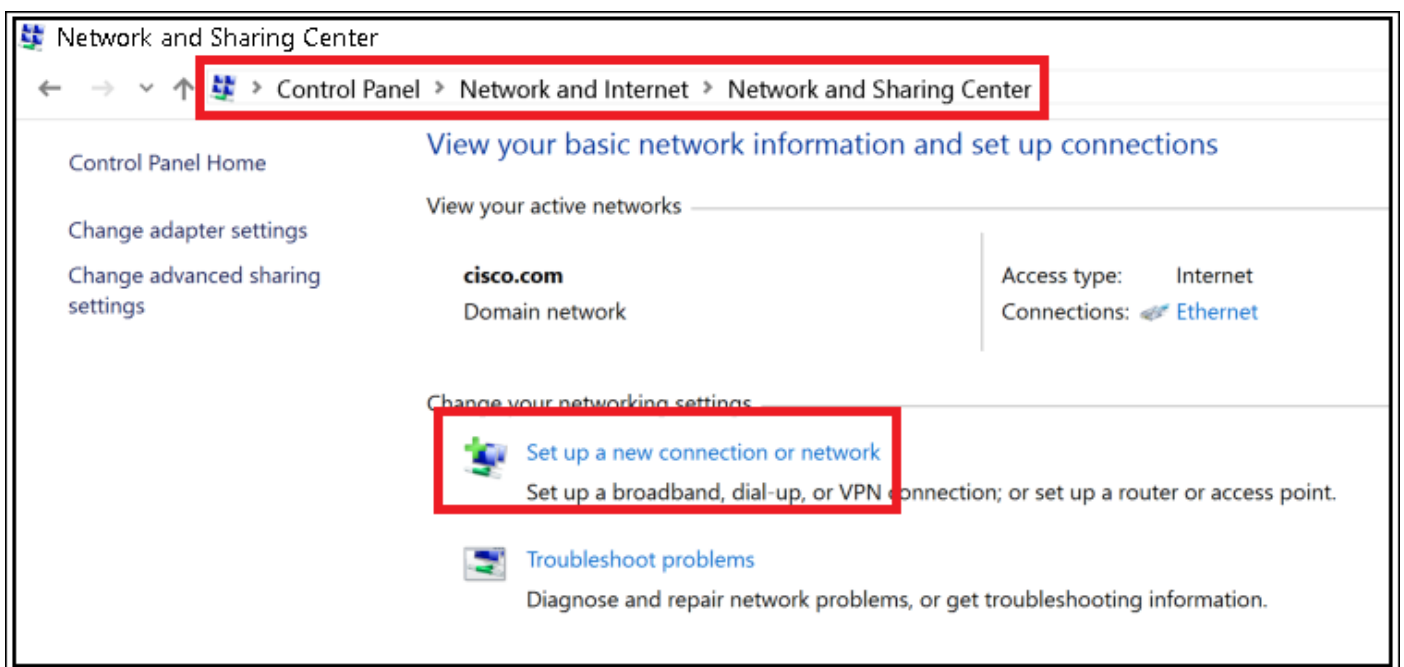 Network and Sharing Center
Control Panel > Network and Internet > Network and Sharing Center
Control Panel Home
Change adapter settings
Change advanced sharing
settings
View your basic network information and set up connections
View your active networks
cisco.com
Domain network
Access type: Internet
Connections: Ethernet
Change your networking settings
Set up a new connection or network
Set up a broadband, dial-up, or VPN connection; or set up a router or access point.
Troubleshoot problems
Diagnose and repair network problems, or get troubleshooting information.